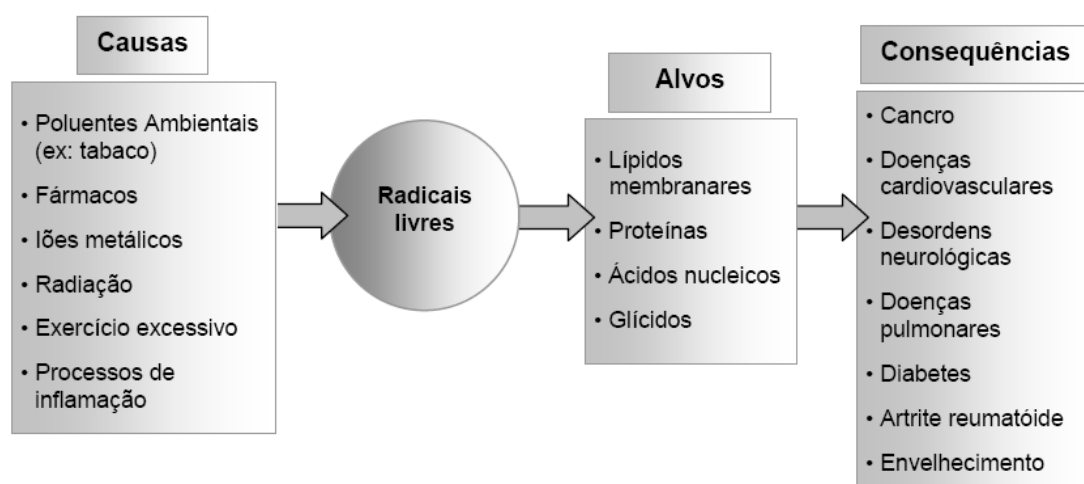 Causas
• Poluentes Ambientais
(ex: tabaco)
• Fármacos
• Iões metálicos
• Radiação
• Exercício excessivo
• Processos de
inflamação
Radicais
livres
Alvos
• Lípidos
membranares
• Proteínas
• Ácidos nucleicos
• Glícidos
Consequências
• Cancro
• Doenças
cardiovasculares
• Desordens
neurológicas
• Doenças
pulmonares
• Diabetes
• Artrite reumatóide
• Envelhecimento